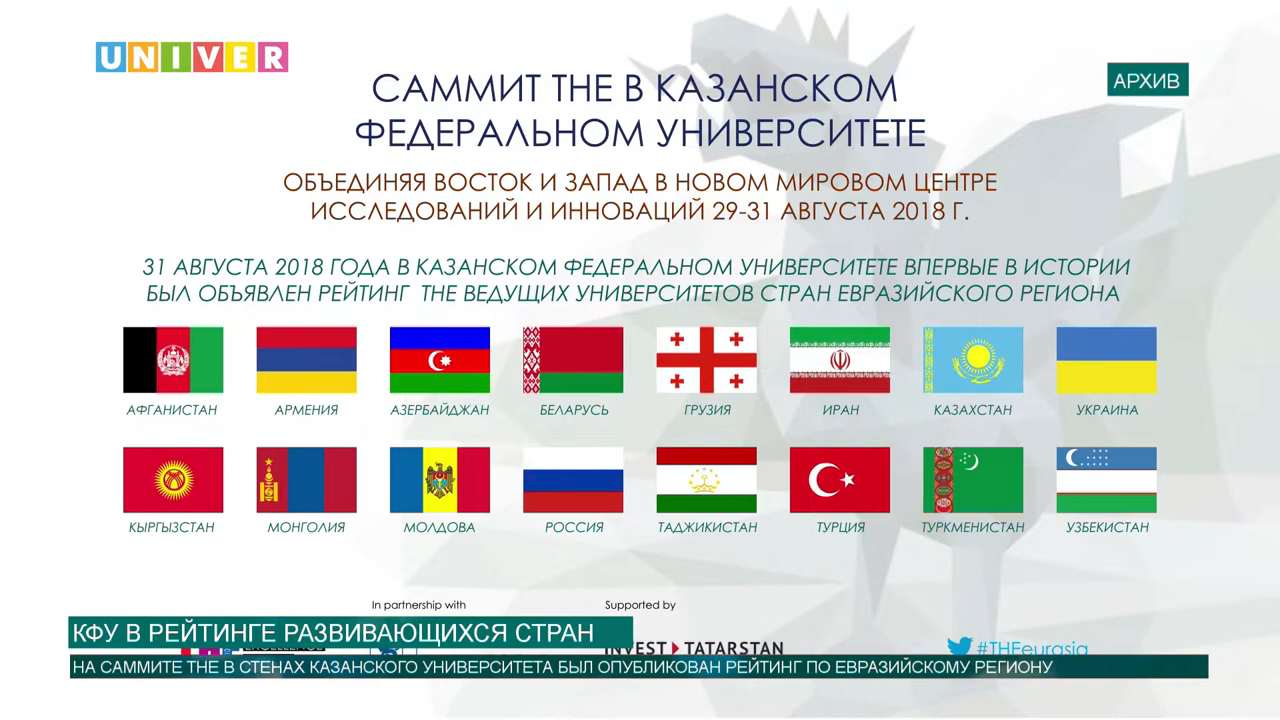 UNIVER
АРХИВ
САММИТ THE В КАЗАНСКОМ
ФЕДЕРАЛЬНОМ УНИВЕРСИТЕТЕ
ОБЪЕДИНЯЯ ВОСТОК И ЗАПАД В НОВОМ МИРОВОМ ЦЕНТРЕ
ИССЛЕДОВАНИЙ И ИННОВАЦИЙ 29-31 АВГУСТА 2018 Г.
31 АВГУСТА 2018 ГОДА В КАЗАНСКОМ ФЕДЕРАЛЬНОМ УНИВЕРСИТЕТЕ ВПЕРВЫЕ В ИСТОРИИ
БЫЛ ОБЪЯВЛЕН РЕЙТИНГ THE ВЕДУЩИХ УНИВЕРСИТЕТОВ СТРАН ЕВРАЗИЙСКОГО РЕГИОНА
АФГАНИСТАН АРМЕНИЯ АЗЕРБАЙДЖАН БЕЛАРУСЬ ГРУЗИЯ ИРАН КАЗАХСТАН УКРАИНА
КЫРГЫЗСТАН МОНГОЛИЯ МОЛДОВА РОССИЯ ТАДЖИКИСТАН ТУРЦИЯ ТУРКМЕНИСТАН УЗБЕКИСТАН
In partnership with Supported by
КФУ В РЕЙТИНГЕ РАЗВИВАЮЩИХСЯ СТРАН
INVEST TATARSTAN #THEeurasia
НА САММИТЕ THE В СТЕНАХ КАЗАНСКОГО УНИВЕРСИТЕТА БЫЛ ОПУБЛИКОВАН РЕЙТИНГ ПО ЕВРАЗИЙСКОМУ РЕГИОНУ